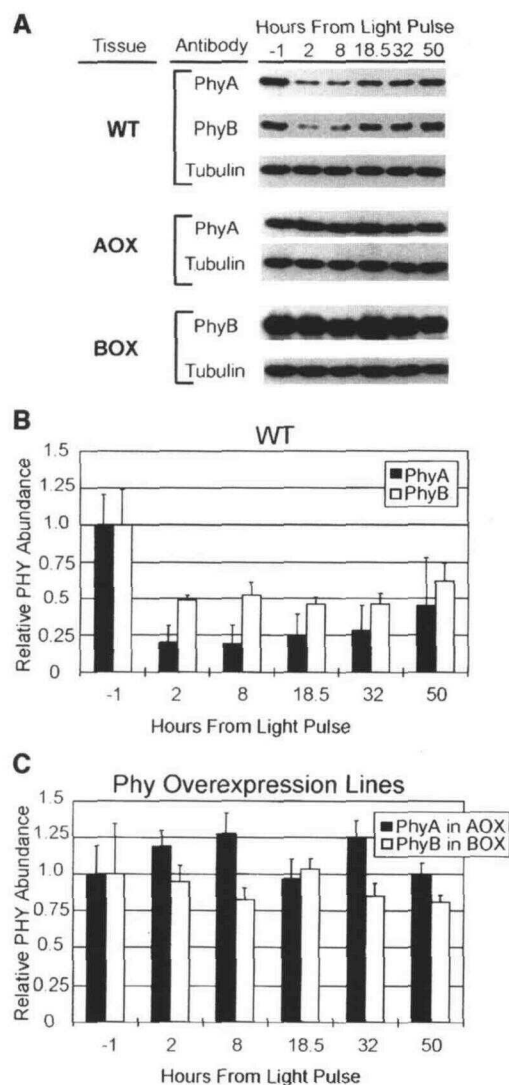 A
Hours From Light Pulse
Tissue Antibody -1 2 8 18.5 32 50
PhyA
WT PhyB
Tubulin
PhyA
AOX
Tubulin
PhyB
BOX
Tubulin
B
WT
1.5
1.25
1.0
0.75
0.5
0.25
0
Relative PHY Abundance
PhyA
PhyB
-1 2 8 18.5 32 50
Hours From Light Pulse
C
Phy Overexpression Lines
1.5
1.25
1.0
0.75
0.5
0.25
0
Relative PHY Abundance
PhyA in AOX
PhyB in BOX
-1 2 8 18.5 32 50
Hours From Light Pulse